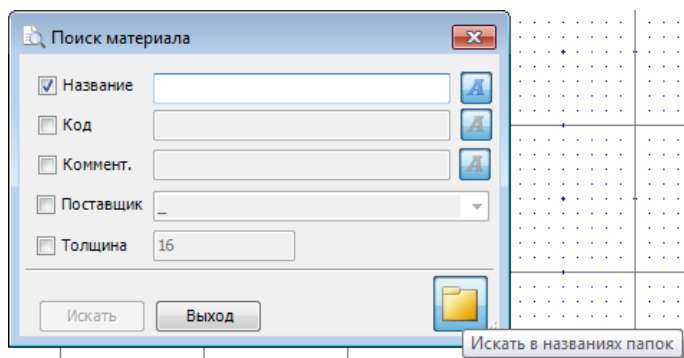 Поиск материала
Название
A
Код
A
Коммент.
A
Поставщик _
Толщина 16
Искать Выход
Искать в названиях папок